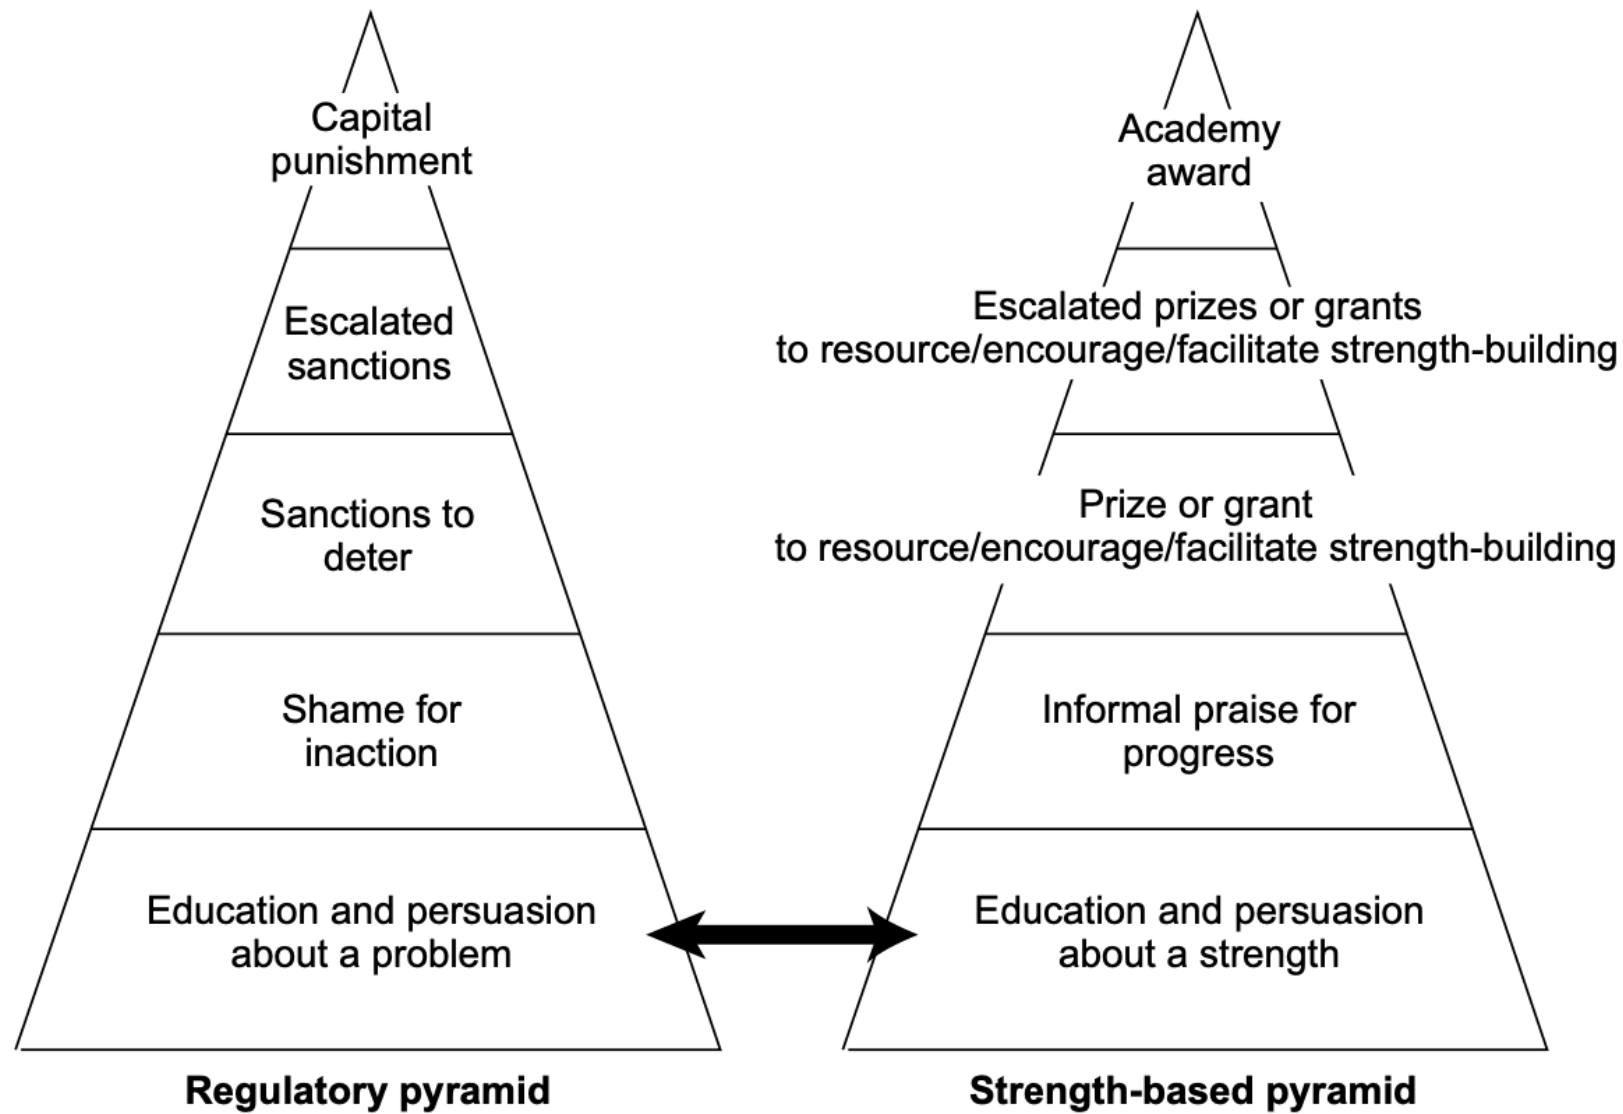 Capital
punishment
Escalated
sanctions
Sanctions to
deter
Shame for
inaction
Education and persuasion
about a problem
Regulatory pyramid
Academy
award
Escalated prizes or grants
to resource/encourage/facilitate strength-building
Prize or grant
to resource/encourage/facilitate strength-building
Informal praise for
progress
Education and persuasion
about a strength
Strength-based pyramid